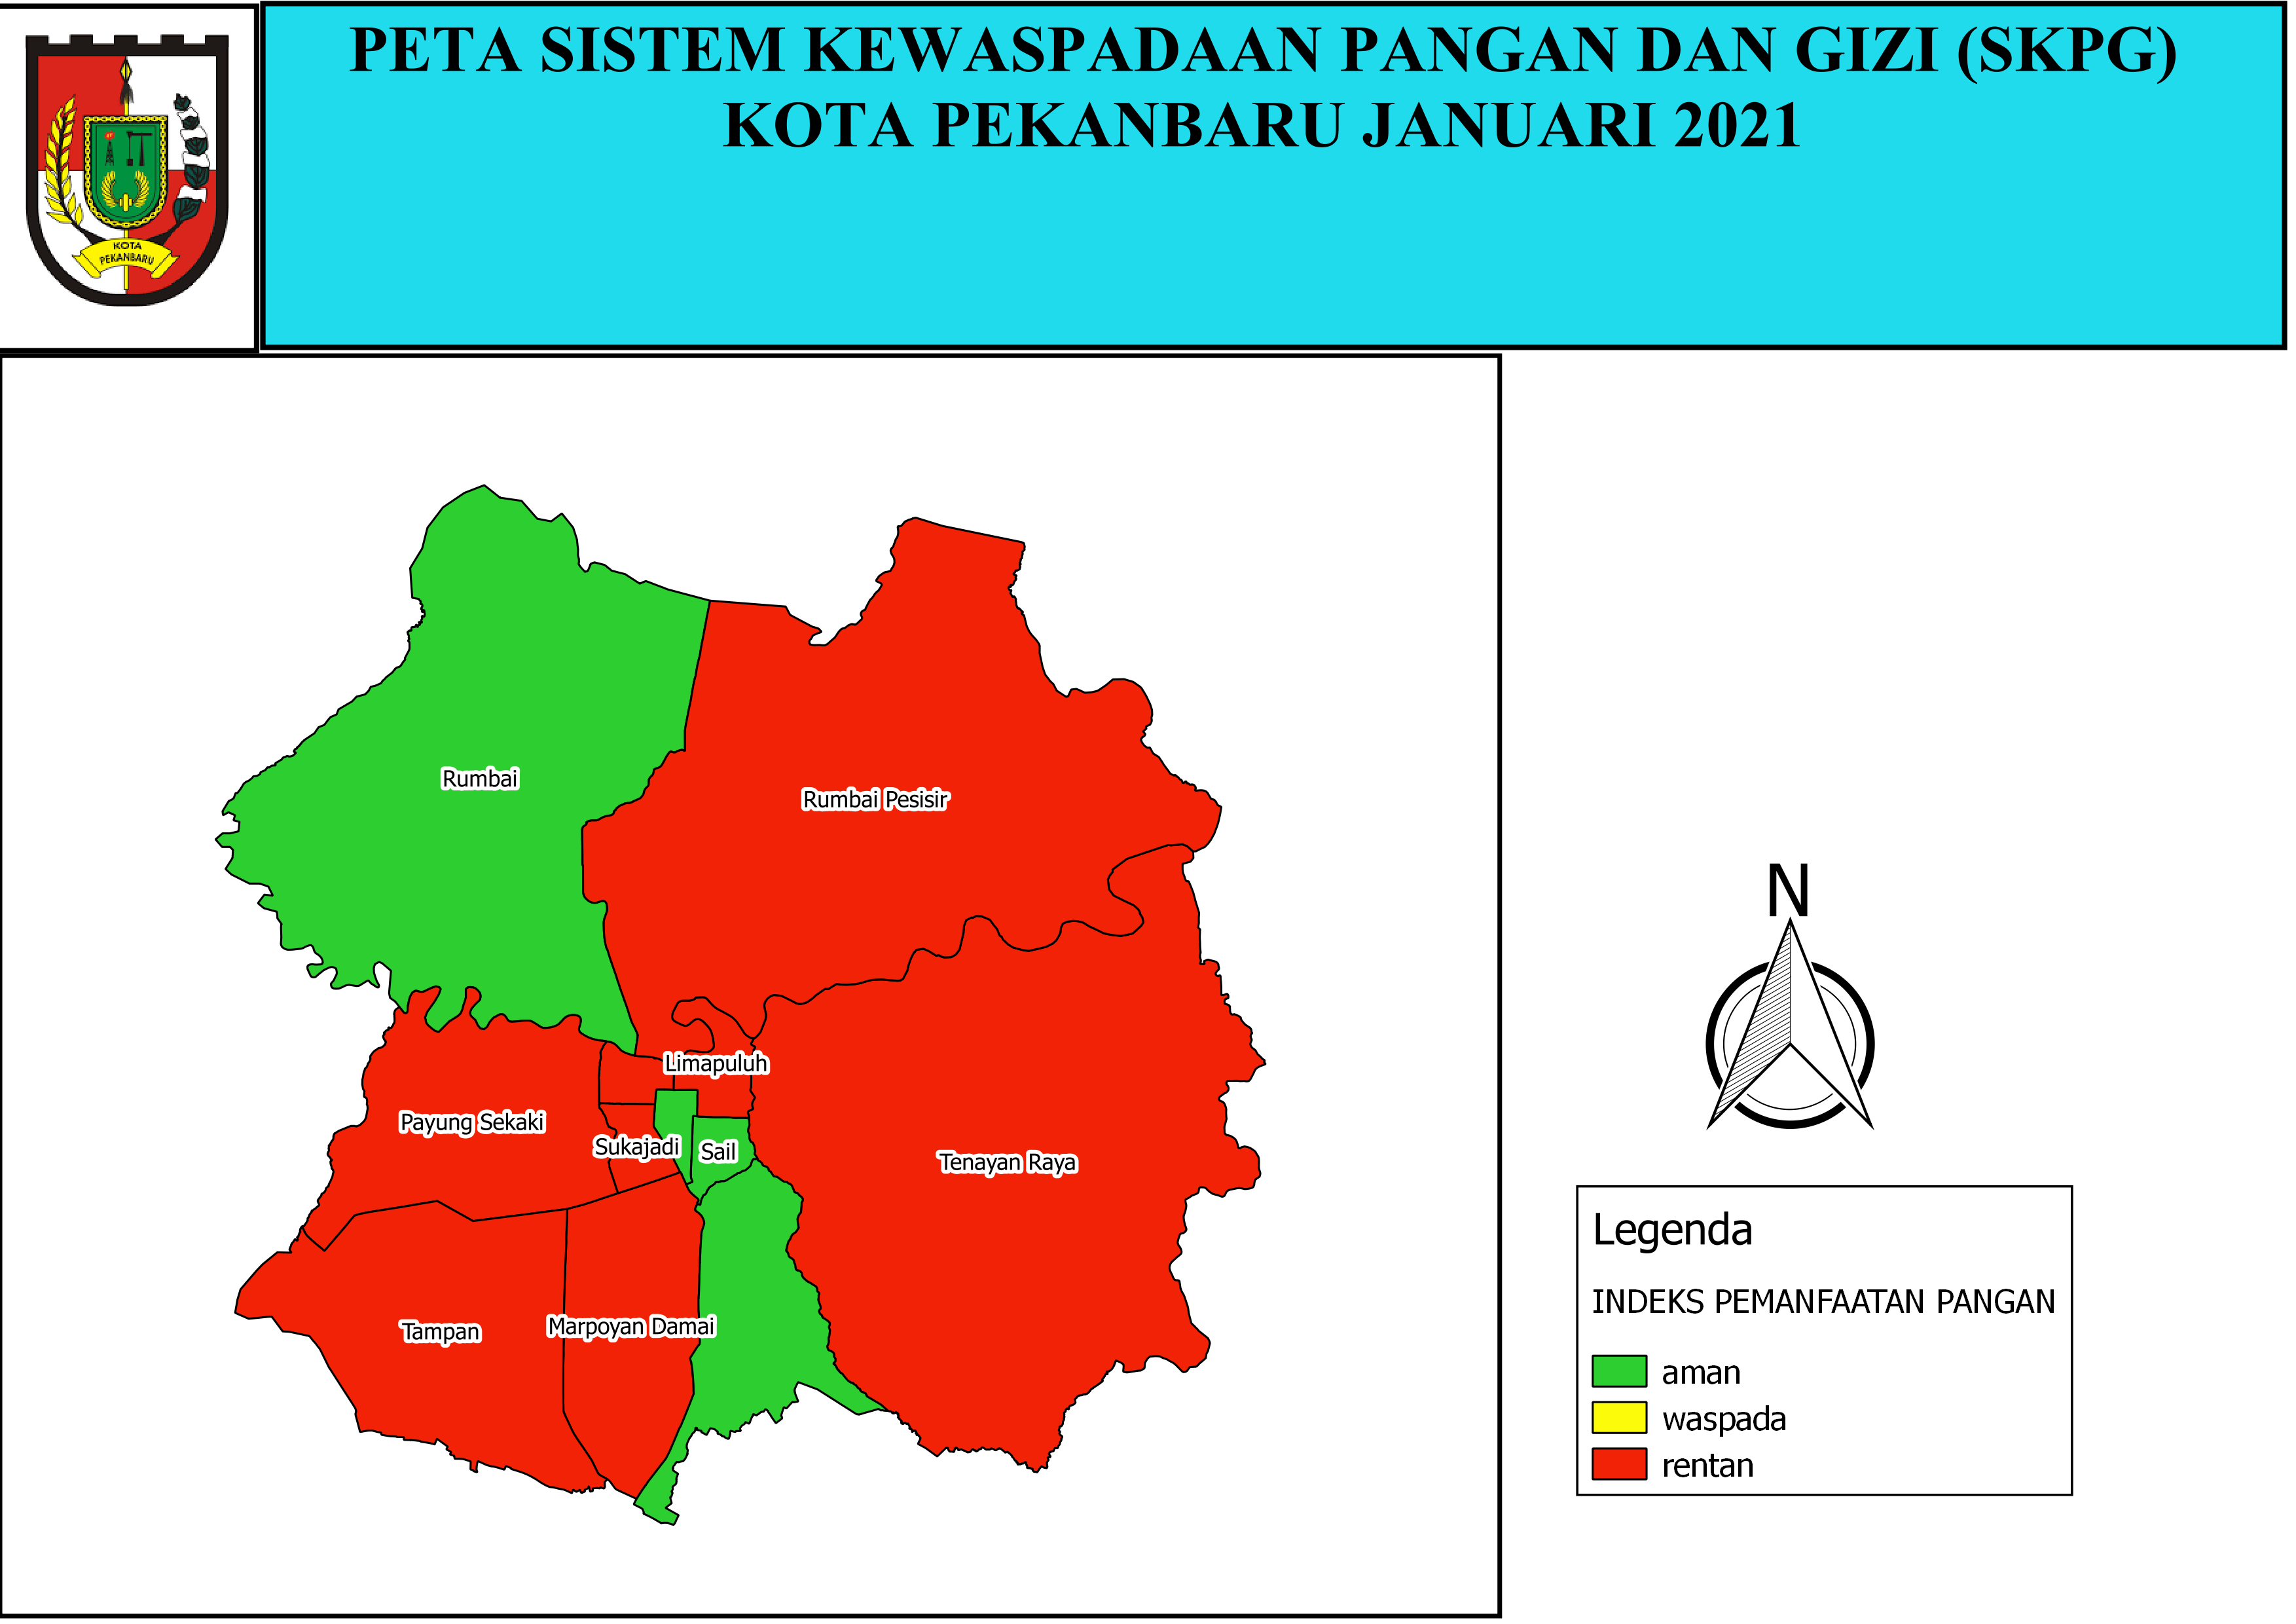 PETA SISTEM KEWASPADAAN PANGAN DAN GIZI (SKPG)
KOTA PEKANBARU JANUARI 2021
KOTA
PEKANBARU
Rumbai
Rumbai Pesisir
Limapuluh
Payung Sekaki
Sukajadi
Sail
Tenayan Raya
Tampan
Marpoyan Damai
N
Legenda
INDEKS PEMANFAATAN PANGAN
aman
waspada
rentan